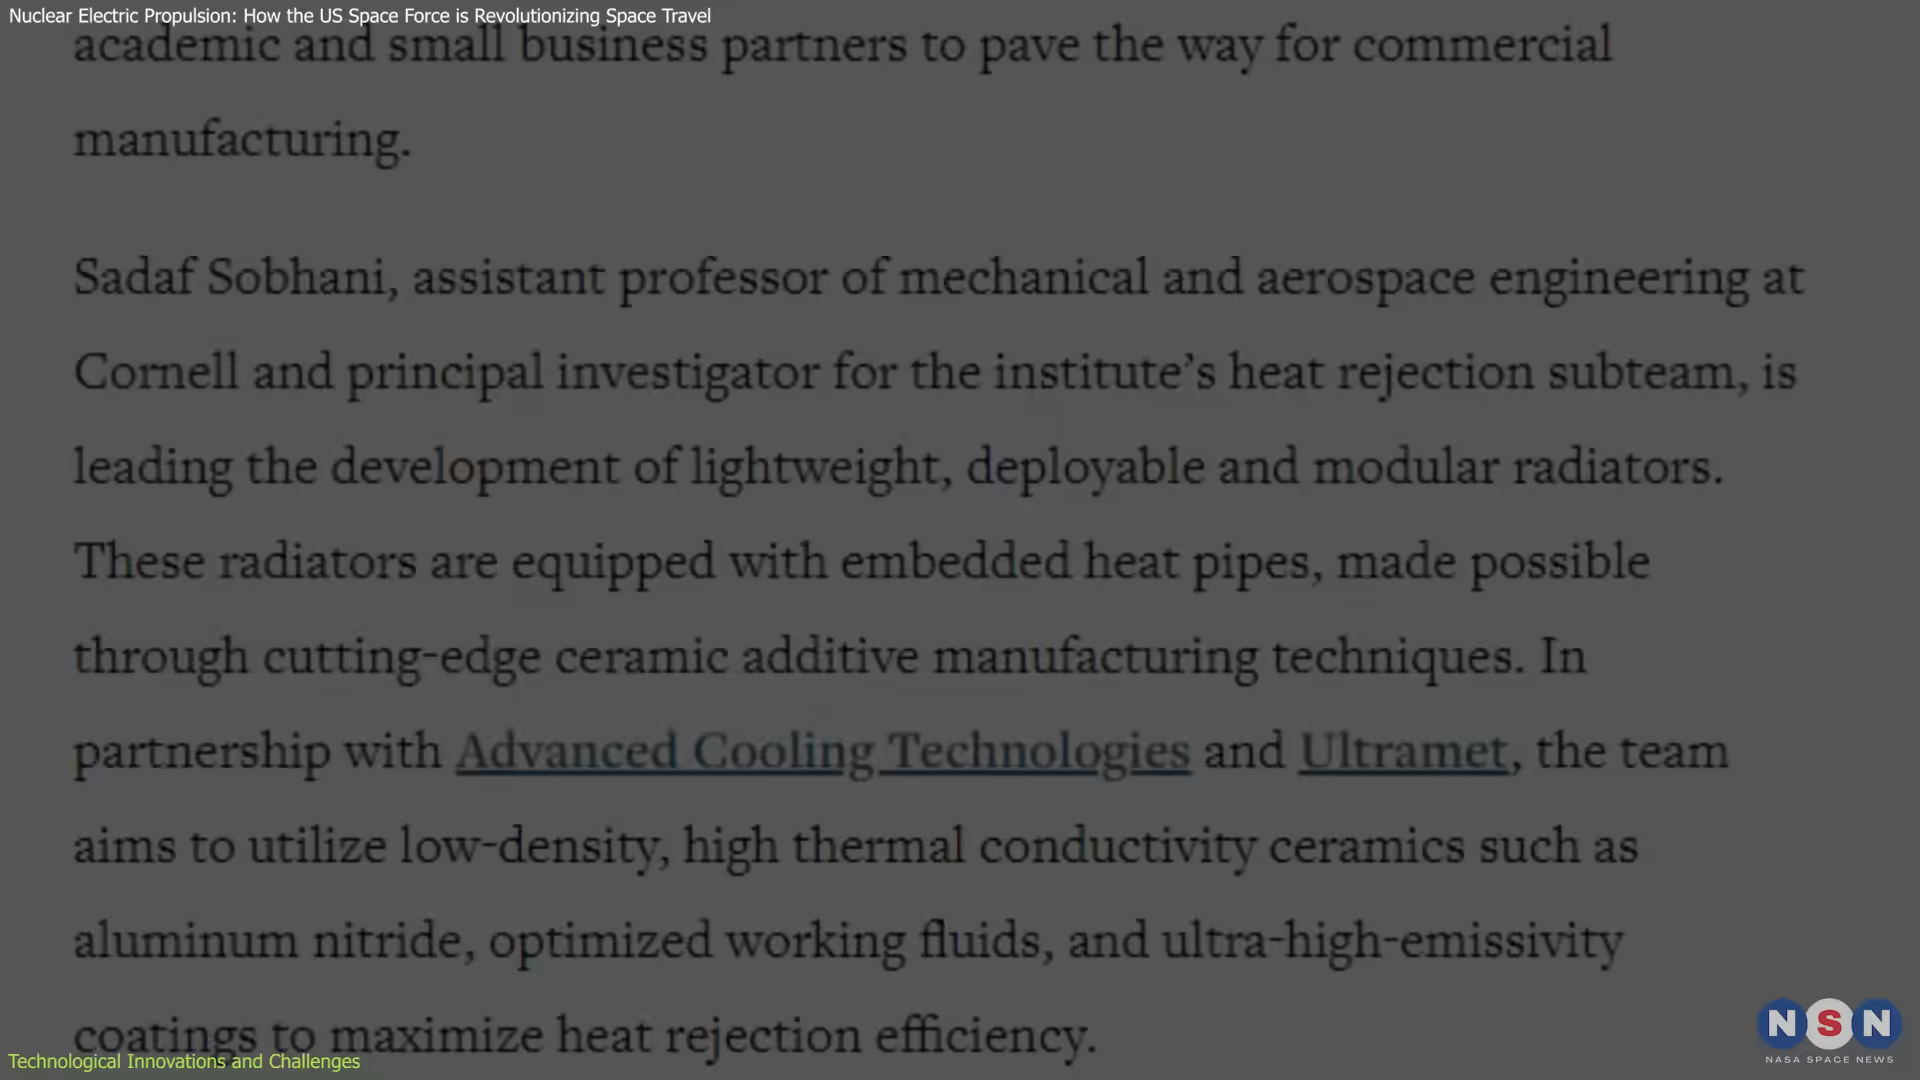 Nuclear Electric Propulsion: How the US Space Force is Revolutionizing Space Travel
academic and small business partners to pave the way for commercial
manufacturing.
Sadaf Sobhani, assistant professor of mechanical and aerospace engineering at
Cornell and principal investigator for the institute’s heat rejection subteam, is
leading the development of lightweight, deployable and modular radiators.
These radiators are equipped with embedded heat pipes, made possible
through cutting-edge ceramic additive manufacturing techniques. In
partnership with Advanced Cooling Technologies and Ultramet, the team
aims to utilize low-density, high thermal conductivity ceramics such as
aluminum nitride, optimized working fluids, and ultra-high-emissivity
coatings to maximize heat rejection efficiency.
Technological Innovations and Challenges
NSN
NASA SPACE NEWS